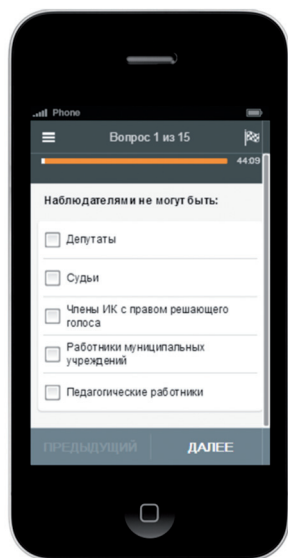 Phone
Вопрос 1 из 15
44:09
Наблюдателями не могут быть:
Депутаты
Судьи
Члены ИК с правом решающего
голоса
Работники муниципальных
учреждений
Педагогические работники
ПРЕДЫДУЩИЙ
ДАЛЕЕ